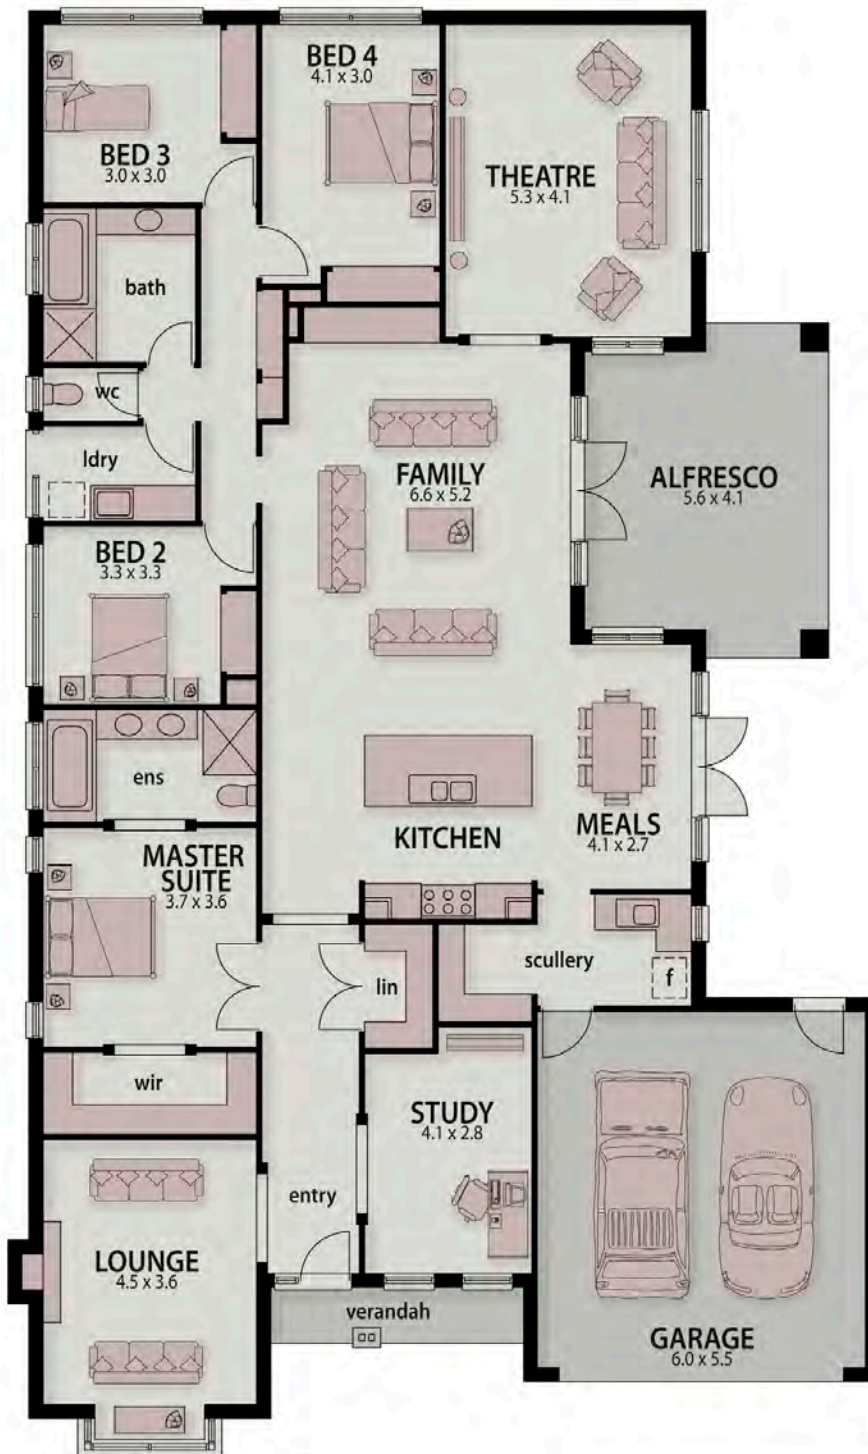 BED 4
4.1 x 3.0
BED 3
3.0 x 3.0
THEATRE
5.3 x 4.1
bath
wc
ldry
FAMILY
6.6 x 5.2
ALFRESCO
5.6 x 4.1
BED 2
3.3 x 3.3
ens
KITCHEN
MEALS
4.1 x 2.7
MASTER
SUITE
3.7 x 3.6
scullery
f
lin
wir
STUDY
4.1 x 2.8
entry
LOUNGE
4.5 x 3.6
verandah
GARAGE
6.0 x 5.5